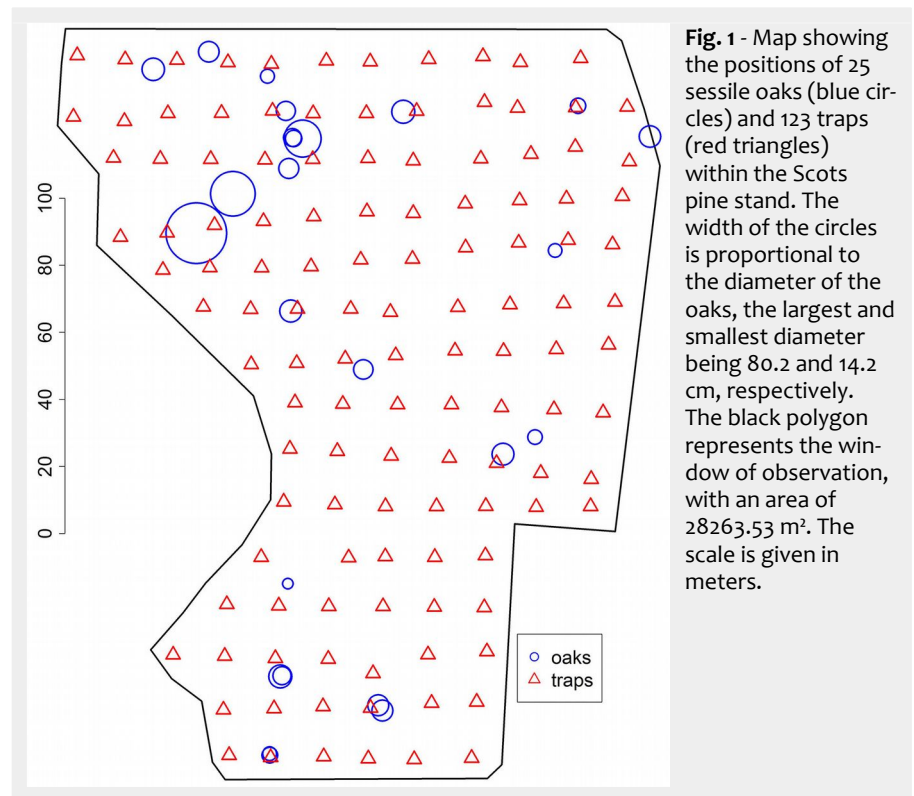 Fig. 1 - Map showing
the positions of 25
sessile oaks (blue cir-
cles) and 123 traps
(red triangles)
within the Scots
pine stand. The
width of the circles
is proportional to
the diameter of the
oaks, the largest and
smallest diameter
being 80.2 and 14.2
cm, respectively.
The black polygon
represents the win-
dow of observation,
with an area of
28263.53 m². The
scale is given in
meters.
100
80
60
40
20
0
oaks
traps